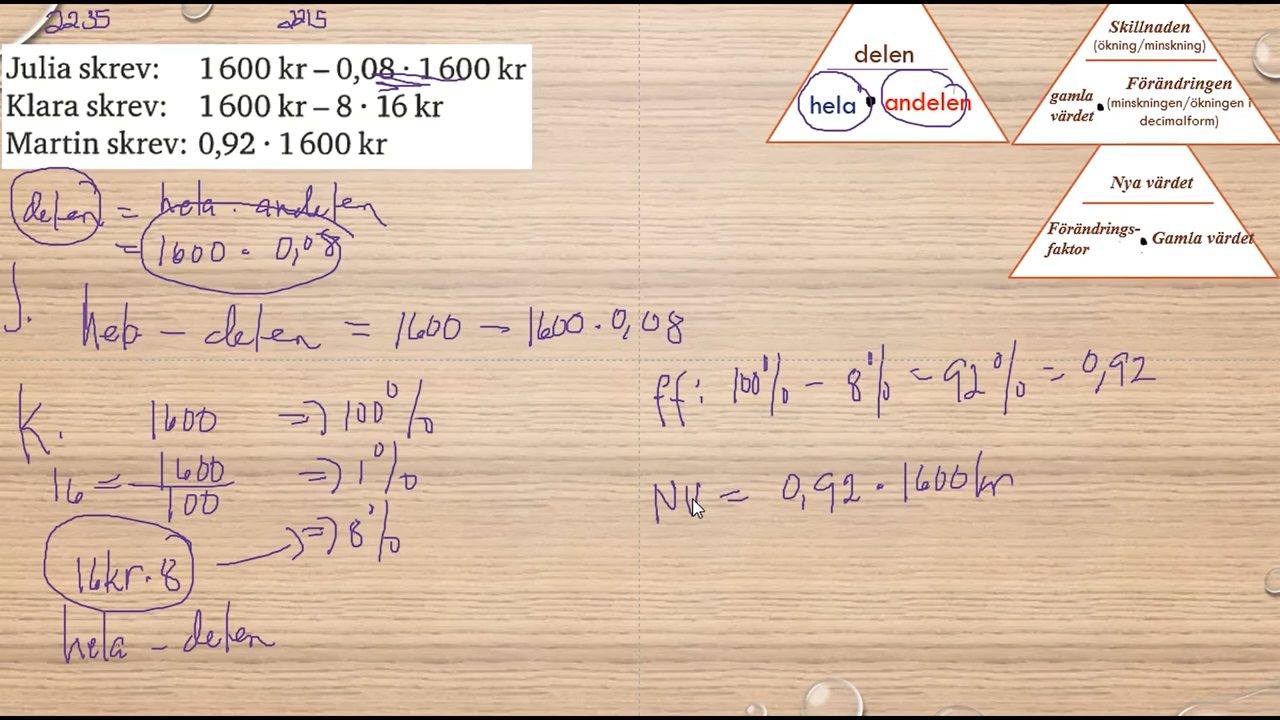 2235 2215
Julia skrev: 1 600 kr – 0,08 · 1 600 kr
Klara skrev: 1 600 kr – 8 · 16 kr
Martin skrev: 0,92 · 1 600 kr
delen
hela · andelen
Skillnaden
(ökning/minskning)
gamla värdet · Förändringen
(minskningen/ökningen i decimalform)
Nya värdet
Förändrings-
faktor · Gamla värdet
delen = hela · andelen
= 1600 · 0,08
J. hela – delen = 1600 – 1600 · 0,08
K. 1600 => 100%
16 = 1600/100 => 1%
16kr · 8 => 8%
hela – delen
ff: 100% – 8% = 92% = 0,92
NV = 0,92 · 1600kr